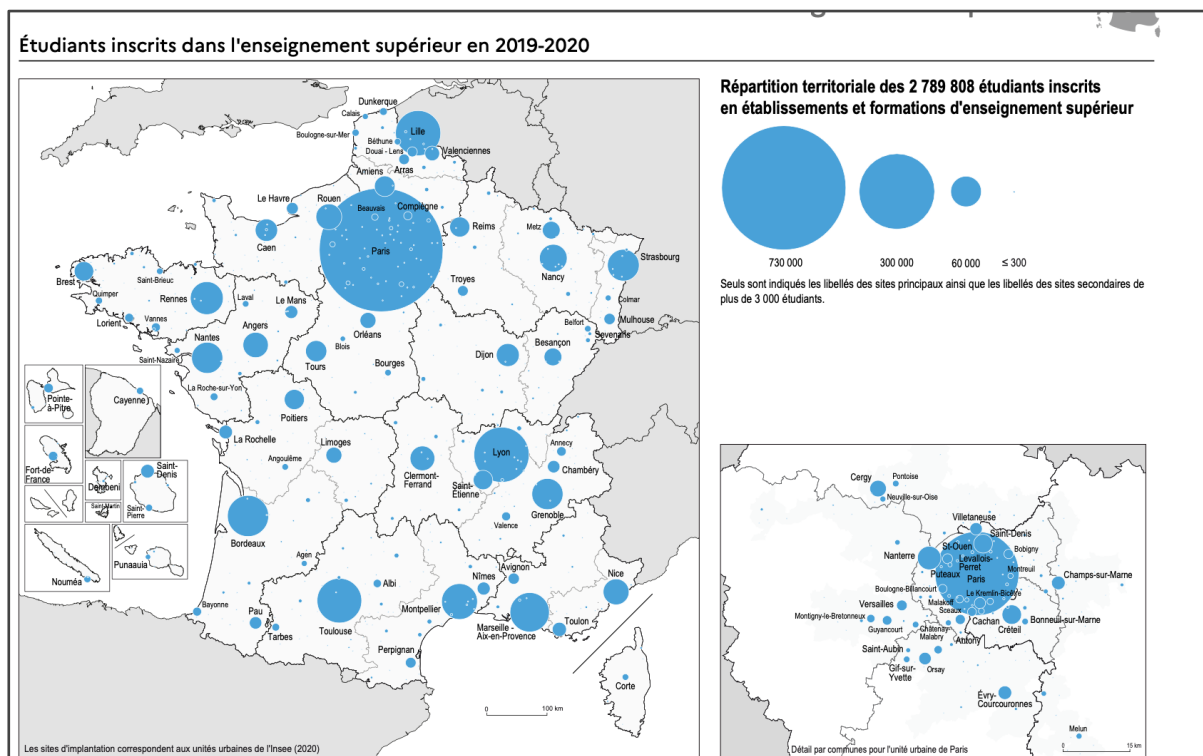 Étudiants inscrits dans l'enseignement supérieur en 2019-2020
Répartition territoriale des 2 789 808 étudiants inscrits
en établissements et formations d'enseignement supérieur
730 000
300 000
60 000
≤ 300
Seuls sont indiqués les libellés des sites principaux ainsi que les libellés des sites secondaires de
plus de 3 000 étudiants.
Dunkerque
Calais
Boulogne-sur-Mer
Lille
Béthune
Douai - Lens
Valenciennes
Arras
Amiens
Le Havre
Rouen
Beauvais
Compiègne
Caen
Paris
Reims
Metz
Nancy
Strasbourg
Brest
Saint-Brieuc
Quimper
Rennes
Laval
Le Mans
Troyes
Colmar
Lorient
Vannes
Angers
Orléans
Mulhouse
Belfort
Sevenans
Nantes
Saint-Nazaire
Blois
Tours
Dijon
Besançon
Bourges
La Roche-sur-Yon
Poitiers
Pointe-
à-Pitre
Cayenne
La Rochelle
Limoges
Angoulême
Clermont-
Ferrand
Lyon
Annecy
Chambéry
Saint-
Étienne
Grenoble
Valence
Fort-de-
France
Dembeni
Saint-
Denis
Saint-Martin
Saint-
Pierre
Bordeaux
Nouméa
Punaauia
Agen
Albi
Avignon
Nîmes
Nice
Bayonne
Pau
Tarbes
Toulouse
Montpellier
Marseille -
Aix-en-Provence
Toulon
Perpignan
Corte
0
100 km
Les sites d'implantation correspondent aux unités urbaines de l'Insee (2020)
Cergy
Pontoise
Neuville-sur-Oise
Villetaneuse
Saint-Denis
St-Ouen
Bobigny
Nanterre
Levallois-
Perret
Montreuil
Puteaux
Paris
Champs-sur-Marne
Boulogne-Billancourt
Le Kremlin-Bicêtre
Versailles
Malakoff
Sceaux
Montigny-le-Bretonneux
Guyancourt
Châtenay-
Malabry
Cachan
Créteil
Bonneuil-sur-Marne
Antony
Saint-Aubin
Gif-sur-
Yvette
Orsay
Évry-
Courcouronnes
Melun
0
15 km
Détail par communes pour l'unité urbaine de Paris